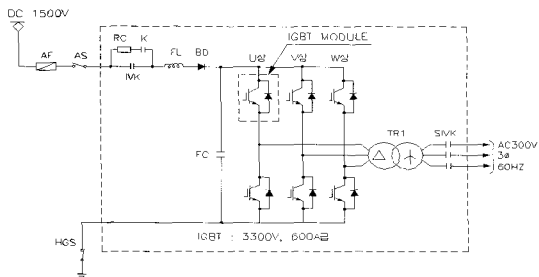 DC 1500V
AF
AS
RC
K
IVK
FL
BD
IGBT MODULE
U상
V상
W상
FC
TR1
SIVK
AC300V
3ø
60HZ
IGBT : 3300V, 600A급
HGS